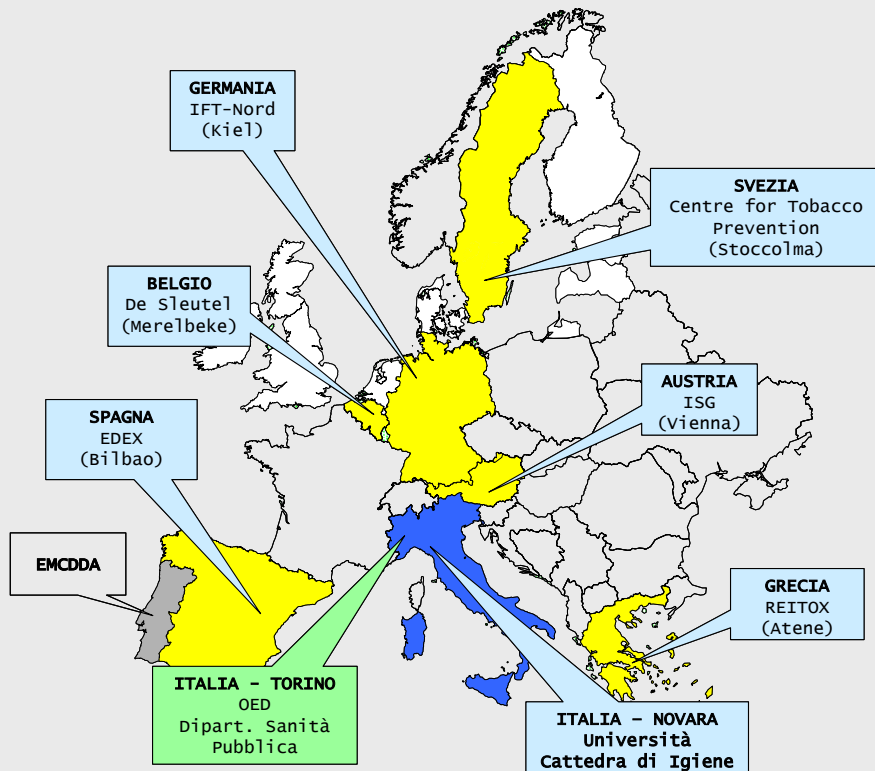 GERMANIA
IFT-Nord
(Kiel)
SVEZIA
Centre for Tobacco
Prevention
(Stoccolma)
BELGIO
De Sleutel
(Merelbeke)
AUSTRIA
ISG
(Vienna)
SPAGNA
EDEX
(Bilbao)
EMCDDA
GRECIA
REITOX
(Atene)
ITALIA - TORINO
OED
Dipart. Sanità
Pubblica
ITALIA – NOVARA
Università
Cattedra di Igiene